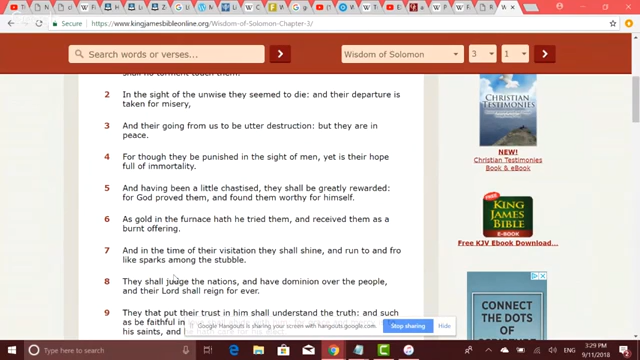 Secure
https://www.kingjamesbibleonline.org/Wisdom-of-Solomon-Chapter-3/
Search words or verses...
Wisdom of Solomon
3
1
shall no torment touch them.
2 In the sight of the unwise they seemed to die: and their departure is
taken for misery,
3 And their going from us to be utter destruction: but they are in
peace.
4 For though they be punished in the sight of men, yet is their hope
full of immortality.
5 And having been a little chastised, they shall be greatly rewarded:
for God proved them, and found them worthy for himself.
6 As gold in the furnace hath he tried them, and received them as a
burnt offering.
7 And in the time of their visitation they shall shine, and run to and fro
like sparks among the stubble.
8 They shall judge the nations, and have dominion over the people,
and their Lord shall reign for ever.
9 They that put their trust in him shall understand the truth: and such
as be faithful in
his saints, and
CHRISTIAN
TESTIMONIES
NEW!
Christian Testimonies
Book & eBook
FREE
KING
JAMES
BIBLE
E-BOOK
Free KJV Ebook Download...
CONNECT THE
Google Hangouts is sharing your screen with hangouts.google.com.
Stop sharing
Hide
Type here to search
3:29 PM
9/11/2018